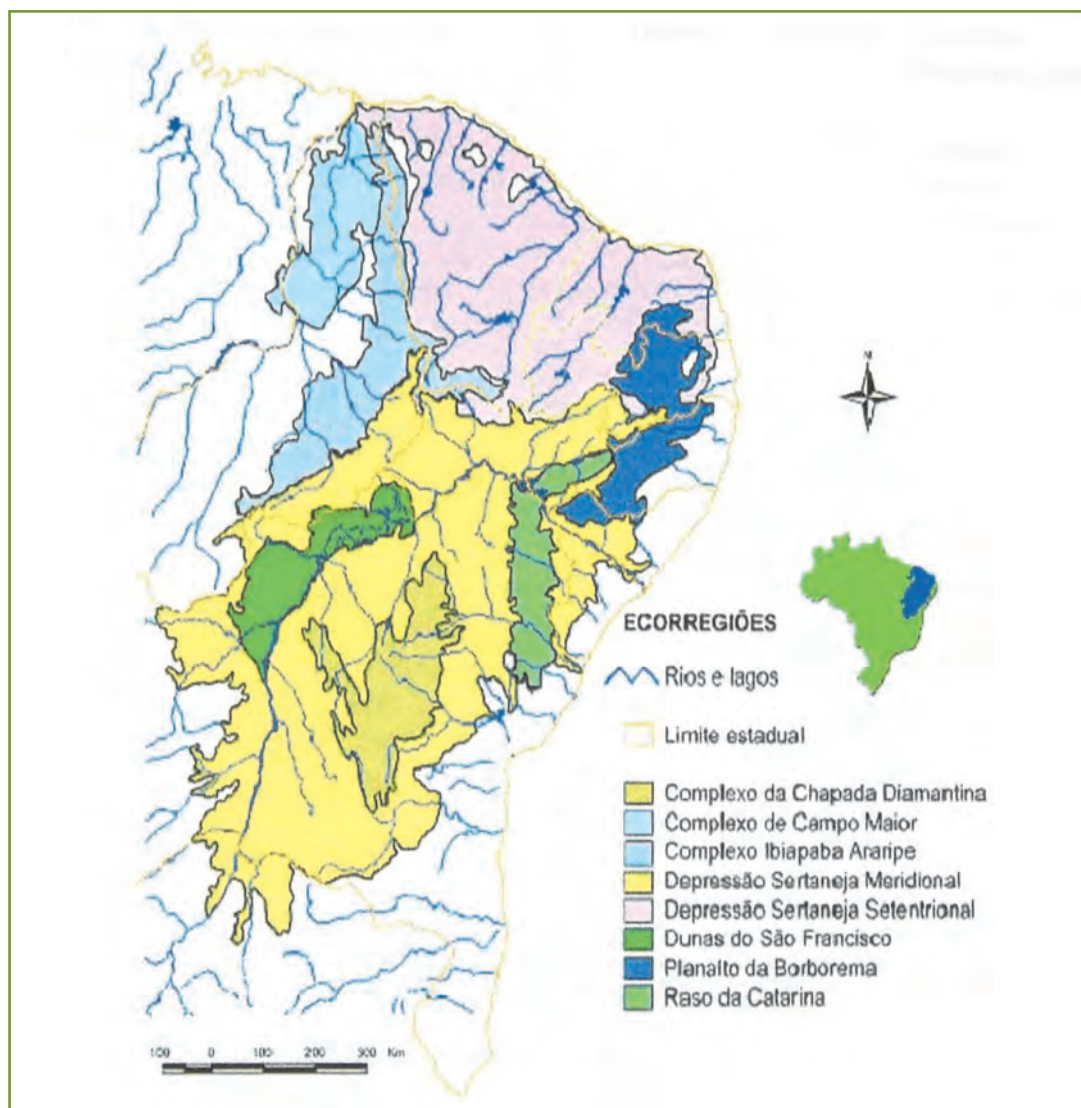 N
ECORREGIÕES
Rios e lagos
Limite estadual
Complexo da Chapada Diamantina
Complexo de Campo Maior
Complexo Ibiapaba Araripe
Depressão Sertaneja Meridional
Depressão Sertaneja Setentrional
Dunas do São Francisco
Planalto da Borborema
Raso da Catarina
100 0 100 200 300 Km